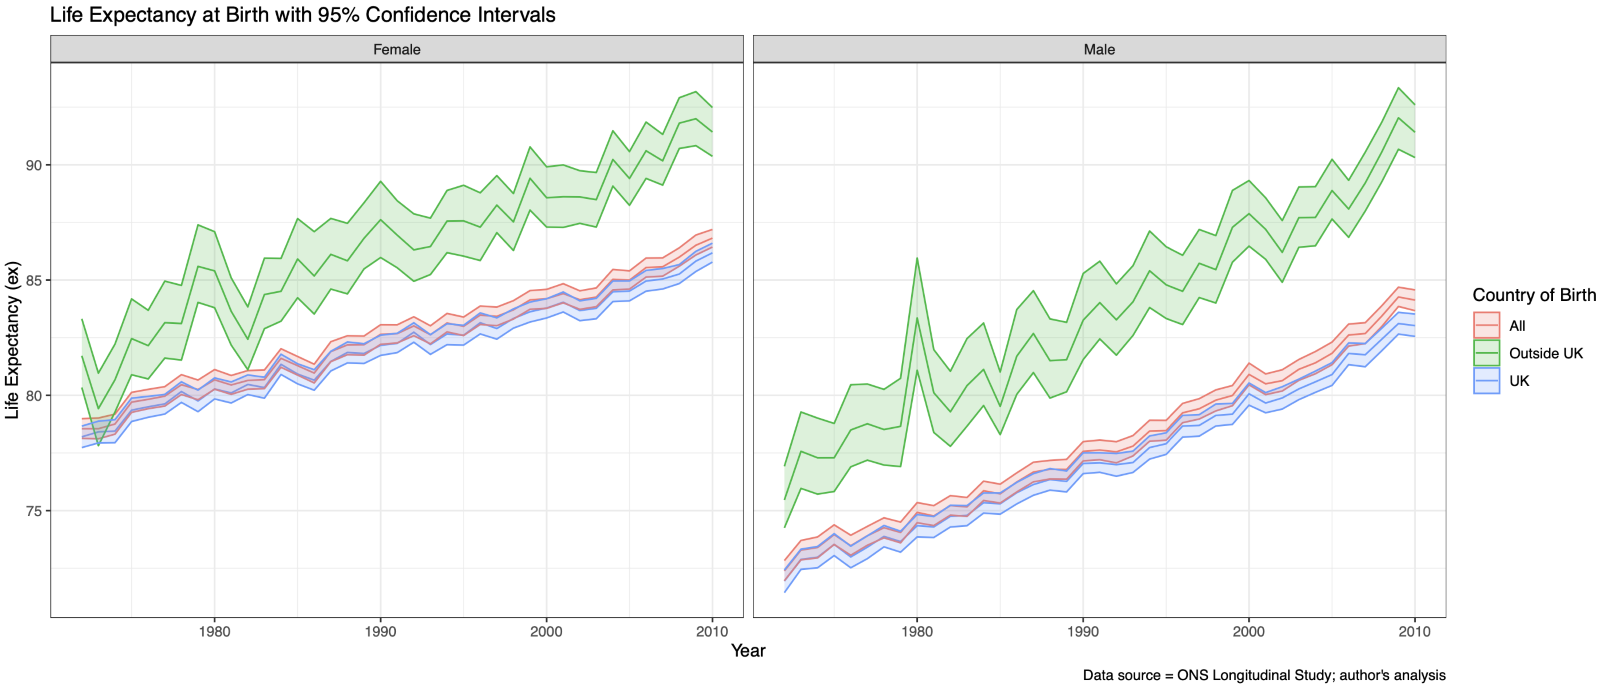 Life Expectancy at Birth with 95% Confidence Intervals
Female
Male
Life Expectancy (ex)
90
85
80
75
1980
1990
2000
2010
1980
1990
2000
2010
Year
Country of Birth
All
Outside UK
UK
Data source = ONS Longitudinal Study; author's analysis